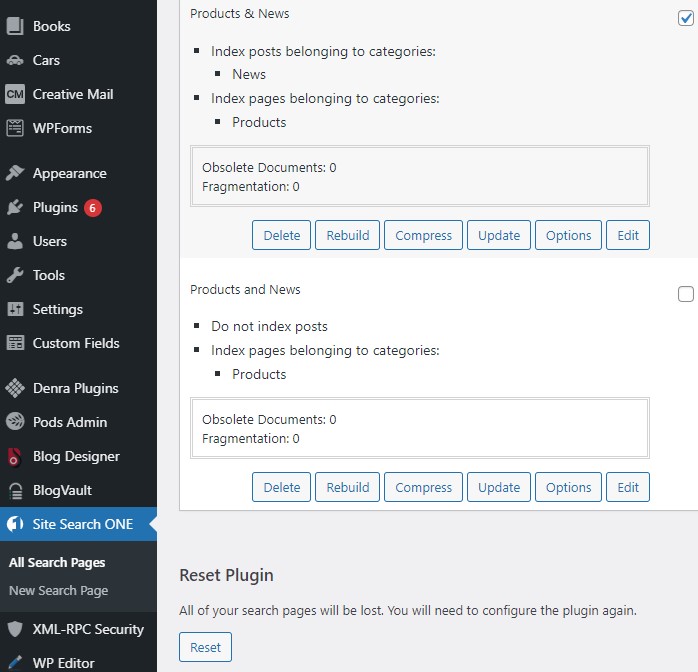 Books
Cars
CM Creative Mail
WPForms
Appearance
Plugins 6
Users
Tools
Settings
Custom Fields
Denra Plugins
Pods Admin
Blog Designer
BlogVault
Site Search ONE
All Search Pages
New Search Page
XML-RPC Security
WP Editor
Products & News
Index posts belonging to categories:
News
Index pages belonging to categories:
Products
Obsolete Documents: 0
Fragmentation: 0
Delete Rebuild Compress Update Options Edit
Products and News
Do not index posts
Index pages belonging to categories:
Products
Obsolete Documents: 0
Fragmentation: 0
Delete Rebuild Compress Update Options Edit
Reset Plugin
All of your search pages will be lost. You will need to configure the plugin again.
Reset